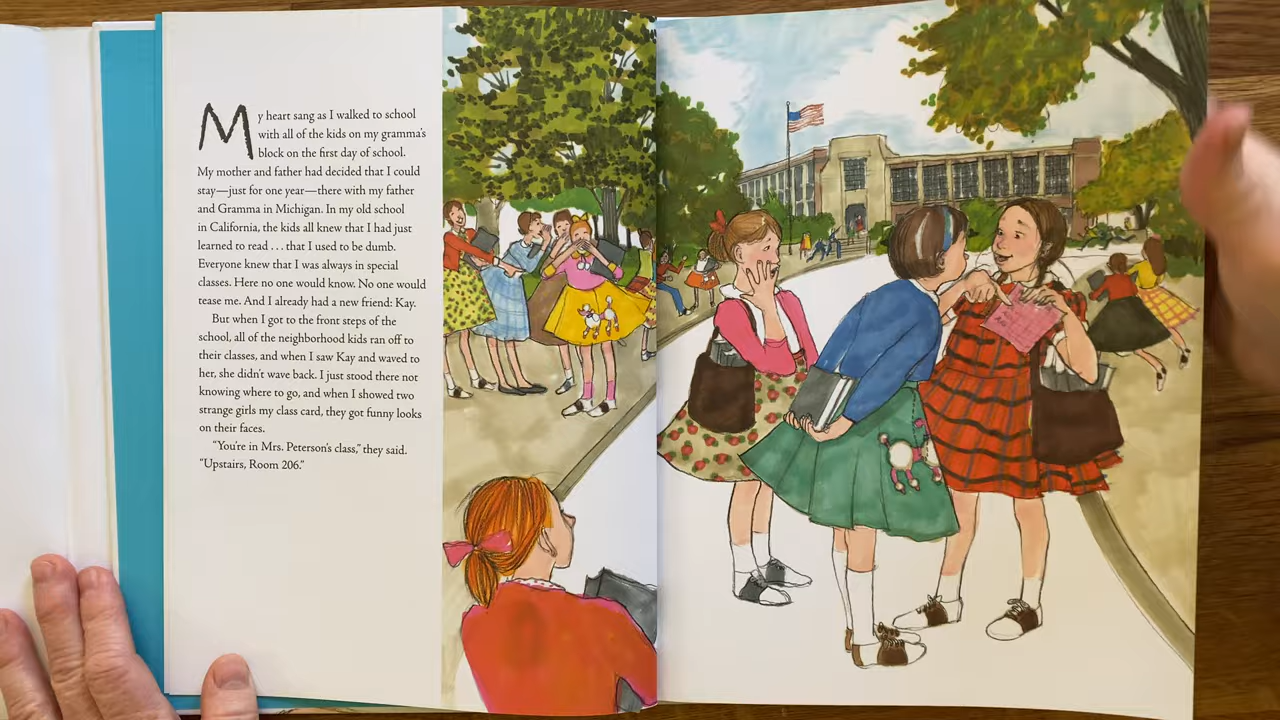 My heart sang as I walked to school
with all of the kids on my gramma's
block on the first day of school.
My mother and father had decided that I could
stay—just for one year—there with my father
and Gramma in Michigan. In my old school
in California, the kids all knew that I had just
learned to read . . . that I used to be dumb.
Everyone knew that I was always in special
classes. Here no one would know. No one would
tease me. And I already had a new friend: Kay.
But when I got to the front steps of the
school, all of the neighborhood kids ran off to
their classes, and when I saw Kay and waved to
her, she didn't wave back. I just stood there not
knowing where to go, and when I showed two
strange girls my class card, they got funny looks
on their faces.
"You're in Mrs. Peterson's class," they said.
"Upstairs, Room 206."